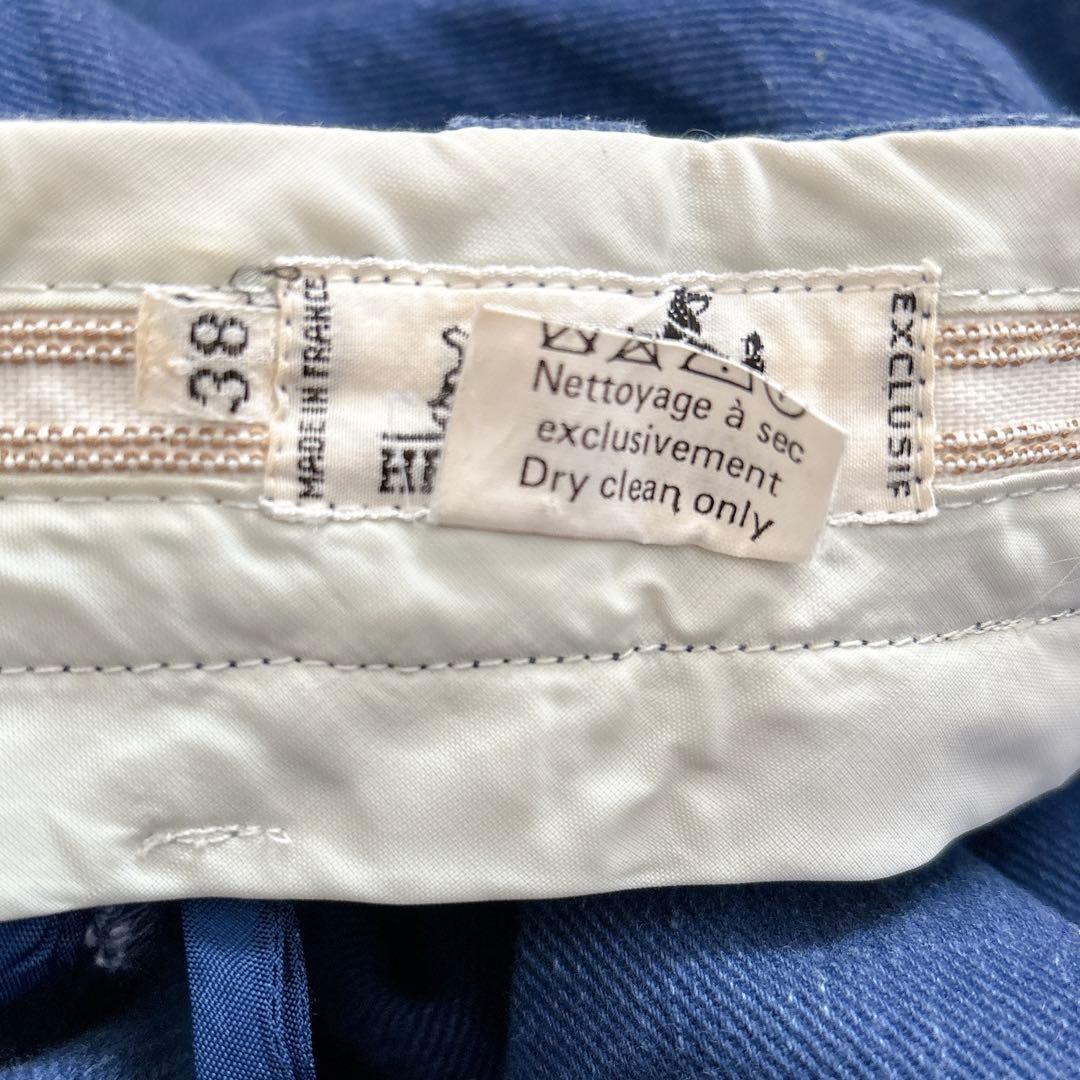 38
MADE IN FRANCE
EXCLUSIF
Nettoyage à sec
exclusivement
Dry clean only